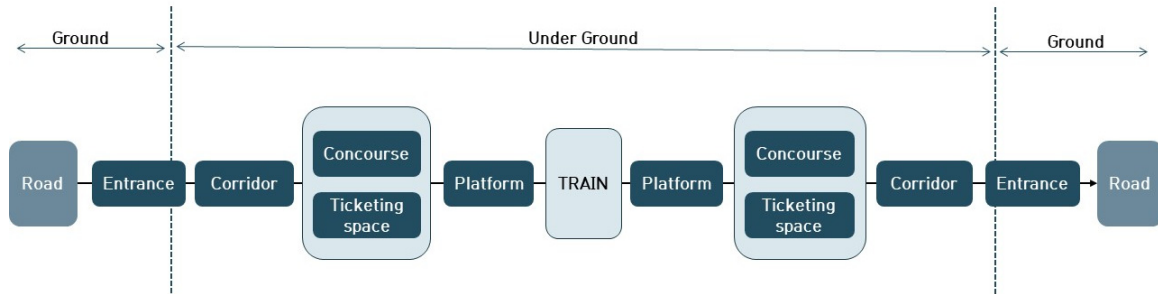 Ground
Under Ground
Ground
Road
Entrance
Corridor
Concourse
Ticketing
space
Platform
TRAIN
Platform
Concourse
Ticketing
space
Corridor
Entrance
Road